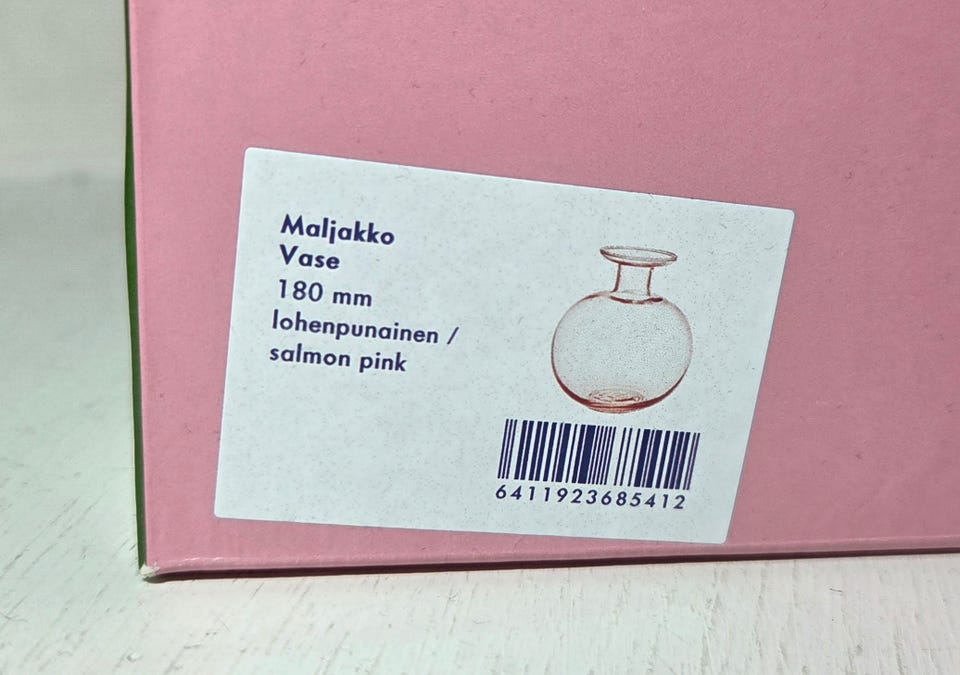 Maljakko
Vase
180 mm
lohenpunainen /
salmon pink
6411923685412